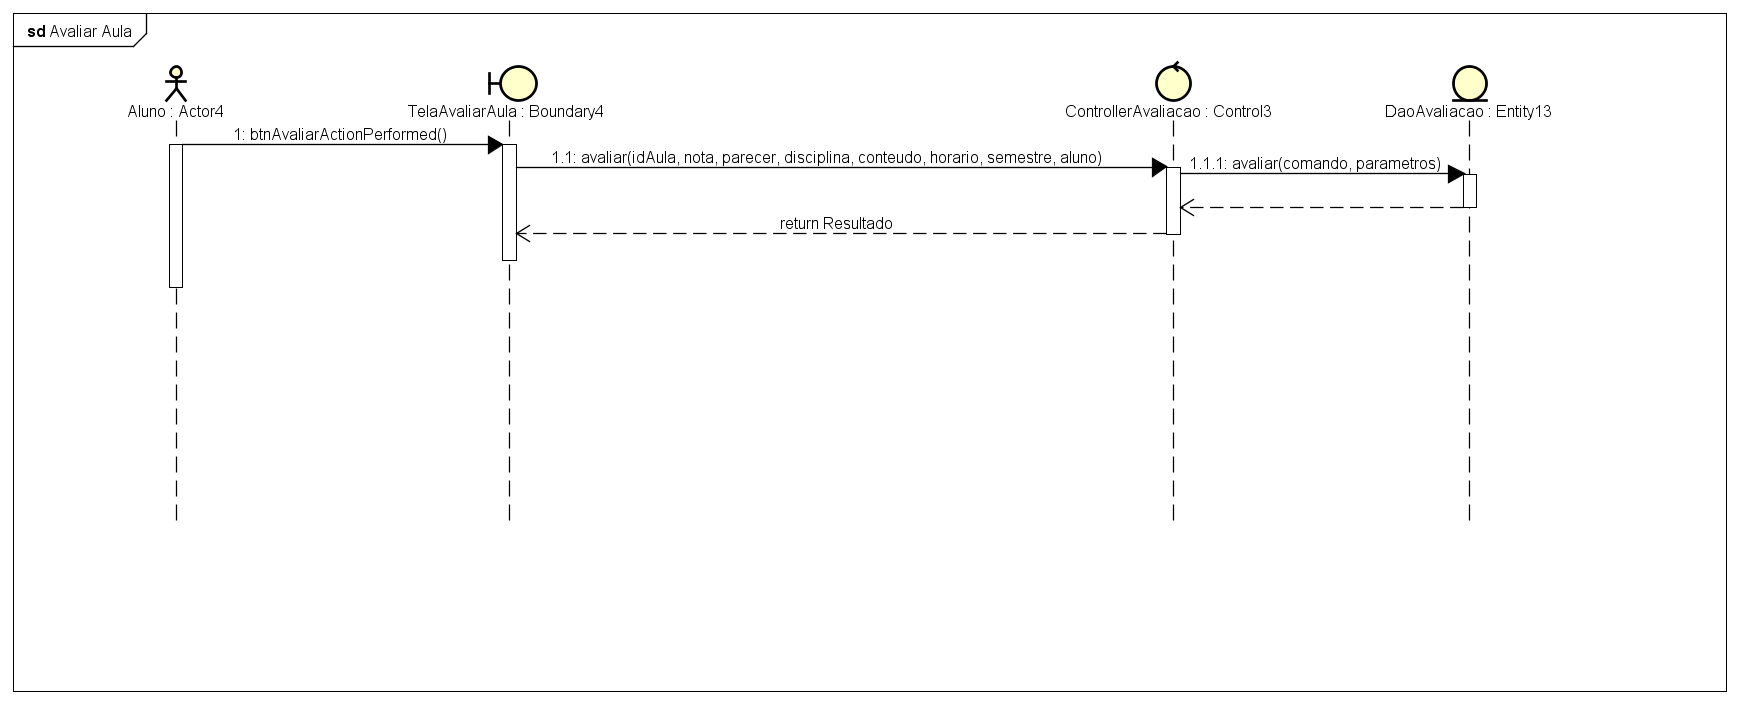 sd Avaliar Aula
Aluno : Actor4
TelaAvaliarAula : Boundary4
ControllerAvaliacao : Control3
DaoAvaliacao : Entity13
1: btnAvaliarActionPerformed()
1.1: avaliar(idAula, nota, parecer, disciplina, conteudo, horario, semestre, aluno)
1.1.1: avaliar(comando, parametros)
return Resultado